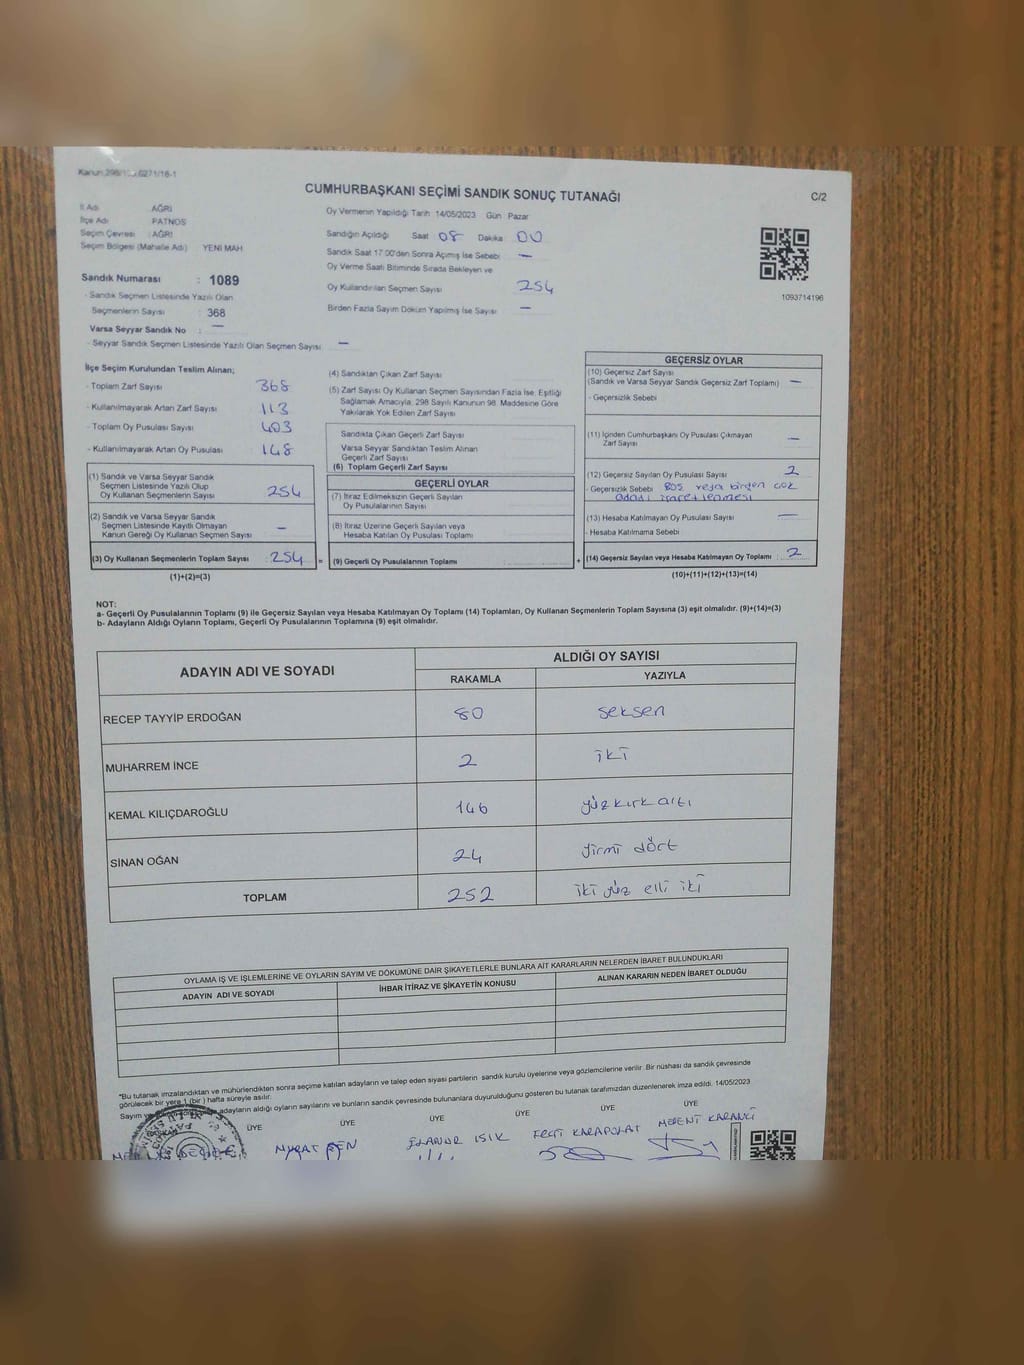 CUMHURBAŞKANI SEÇİMİ SANDIK SONUÇ TUTANAĞI
C/2
İl Adı : AĞRI
İlçe Adı : PATNOS
Seçim Çevresi : AĞRI
Seçim Bölgesi (Mahalle Adı) YENİ MAH
Sandık Numarası : 1089
- Sandık Seçmen Listesinde Yazılı Olan
Seçmenlerin Sayısı : 368
Varsa Seyyar Sandık No : —
- Seyyar Sandık Seçmen Listesinde Yazılı Olan Seçmen Sayısı —
Oy Vermenin Yapıldığı Tarih 14/05/2023 Gün Pazar
Sandığın Açıldığı Saat 08 Dakika 00
Sandık Saat 17.00'den Sonra Açılmış İse Sebebi —
Oy Verme Saati Bitiminde Sırada Bekleyen ve
Oy Kullandırılan Seçmen Sayısı 254
Birden Fazla Sayım Döküm Yapılmış İse Sayısı —
1093714196
İlçe Seçim Kurulundan Teslim Alınan;
- Toplam Zarf Sayısı 368
- Kullanılmayarak Artan Zarf Sayısı 113
- Toplam Oy Pusulası Sayısı 403
- Kullanılmayarak Artan Oy Pusulası 148
(1) Sandık ve Varsa Seyyar Sandık
Seçmen Listesinde Yazılı Olup
Oy Kullanan Seçmenlerin Sayısı 254
(2) Sandık ve Varsa Seyyar Sandık
Seçmen Listesinde Kayıtlı Olmayan
Kanun Gereği Oy Kullanan Seçmen Sayısı —
(3) Oy Kullanan Seçmenlerin Toplam Sayısı 254 =
(1)+(2)=(3)
(4) Sandıktan Çıkan Zarf Sayısı
(5) Zarf Sayısı Oy Kullanan Seçmen Sayısından Fazla İse, Eşitliği
Sağlamak Amacıyla, 298 Sayılı Kanunun 98. Maddesine Göre
Yakılarak Yok Edilen Zarf Sayısı
Sandıkta Çıkan Geçerli Zarf Sayısı
Varsa Seyyar Sandıktan Teslim Alınan
Geçerli Zarf Sayısı
(6) Toplam Geçerli Zarf Sayısı
GEÇERLİ OYLAR
(7) İtiraz Edilmeksizin Geçerli Sayılan
Oy Pusulalarının Sayısı
(8) İtiraz Üzerine Geçerli Sayılan veya
Hesaba Katılan Oy Pusulası Toplamı
(9) Geçerli Oy Pusulalarının Toplamı +
GEÇERSİZ OYLAR
(10) Geçersiz Zarf Sayısı
(Sandık ve Varsa Seyyar Sandık Geçersiz Zarf Toplamı) —
- Geçersizlik Sebebi
(11) İçinden Cumhurbaşkanı Oy Pusulası Çıkmayan
Zarf Sayısı —
(12) Geçersiz Sayılan Oy Pusulası Sayısı 2
- Geçersizlik Sebebi Boş veya birden çok
adayı işaretlenmesi
(13) Hesaba Katılmayan Oy Pusulası Sayısı —
- Hesaba Katılmama Sebebi
(14) Geçersiz Sayılan veya Hesaba Katılmayan Oy Toplamı 2
(10)+(11)+(12)+(13)=(14)
NOT:
a- Geçerli Oy Pusulalarının Toplamı (9) ile Geçersiz Sayılan veya Hesaba Katılmayan Oy Toplamı (14) Toplamları, Oy Kullanan Seçmenlerin Toplam Sayısına (3) eşit olmalıdır. (9)+(14)=(3)
b- Adayların Aldığı Oyların Toplamı, Geçerli Oy Pusulalarının Toplamına (9) eşit olmalıdır.
ADAYIN ADI VE SOYADI ALDIĞI OY SAYISI
RAKAMLA YAZIYLA
RECEP TAYYİP ERDOĞAN 80 seksen
MUHARREM İNCE 2 iki
KEMAL KILIÇDAROĞLU 146 yüzkırkaltı
SİNAN OĞAN 24 yirmi dört
TOPLAM 252 iki yüz elli iki
OYLAMA İŞ VE İŞLEMLERİNE VE OYLARIN SAYIM VE DÖKÜMÜNE DAİR ŞİKAYETLERLE BUNLARA AİT KARARLARIN NELERDEN İBARET BULUNDUKLARI
ADAYIN ADI VE SOYADI İHBAR İTİRAZ VE ŞİKAYETİN KONUSU ALINAN KARARIN NEDEN İBARET OLDUĞU
*Bu tutanak imzalandıktan ve mühürlendikten sonra seçime katılan adayların ve talep eden siyasi partilerin sandık kurulu üyelerine veya gözlemcilerine verilir. Bir nüshası da sandık çevresinde
görülecek bir yere 1 (bir) hafta süreyle asılır.
Sayım adayların aldığı oyların sayılarını ve bunların sandık çevresinde bulunanlara duyurulduğunu gösteren bu tutanak tarafımızdan düzenlenerek imza edildi. 14/05/2023
ÜYE ÜYE ÜYE ÜYE ÜYE ÜYE
MURAT IŞIK KARAPOLAT